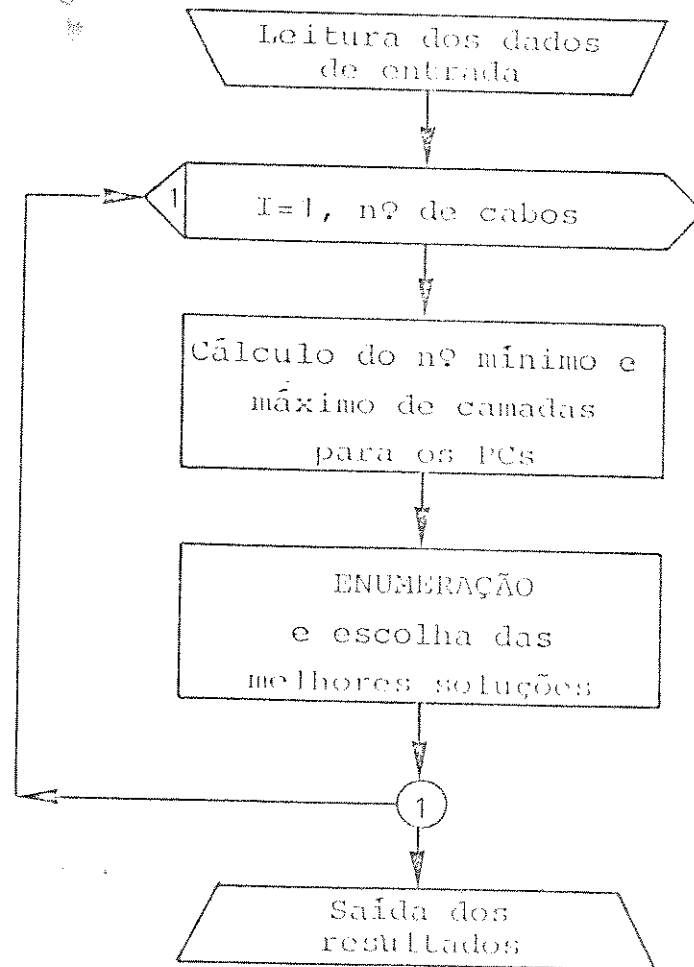 Leitura dos dados
de entrada
1
I=1, nº de cabos
Cálculo do nº mínimo e
máximo de camadas
para os PCs
ENUMERAÇÃO
e escolha das
melhores soluções
1
Saída dos
resultados